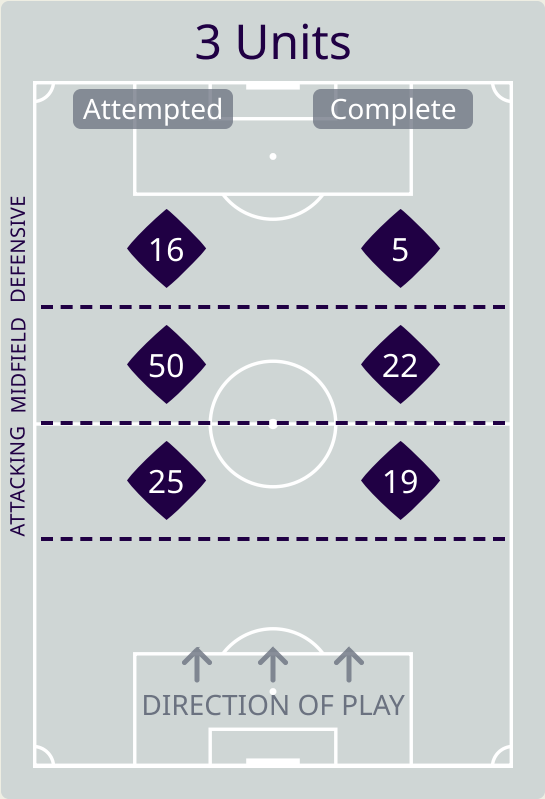 3 Units
Attempted Complete
DEFENSIVE
16 5
MIDFIELD
50 22
ATTACKING
25 19
DIRECTION OF PLAY